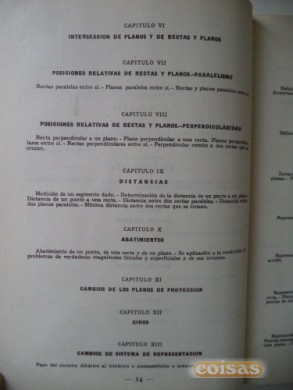 CAPITULO VI
INTERSECCION DE PLANOS Y DE RECTAS Y PLANOS
CAPITULO VII
POSICIONES RELATIVAS DE RECTAS Y PLANOS.-PARALELISMO
Rectas paralelas entre sí.- Planos paralelos entre sí.- Rectas y planos paralelos entre sí.
CAPITULO VIII
POSICIONES RELATIVAS DE RECTAS Y PLANOS.-PERPENDICULARIDAD
Recta perpendicular a un plano.- Plano perpendicular a una recta.- Planos perpendiculares entre sí.- Rectas perpendiculares entre sí.- Perpendicular común a dos rectas que se cruzan.
CAPITULO IX
DISTANCIAS
Medición de un segmento dado.- Determinación de la distancia de un punto a un plano.
Distancia de un punto a una recta.- Distancia entre dos rectas paralelas.- Distancia entre
dos planos paralelos.- Mínima distancia entre dos rectas que se cruzan.
CAPITULO X
ABATIMIENTOS
Abatimiento de un punto, de una recta y de un plano.- Su aplicación a la
problemas de verdaderas magnitudes lineales y superficiales y de sus inversos.
CAPITULO XI
CAMBIOS DE LOS PLANOS DE PROYECCION
CAPITULO XII
GIROS
CAPITULO XIII
CAMBIOS DE SISTEMA DE REPRESENTACION
Paso del sistema diédrico al
— 14 —
coisas